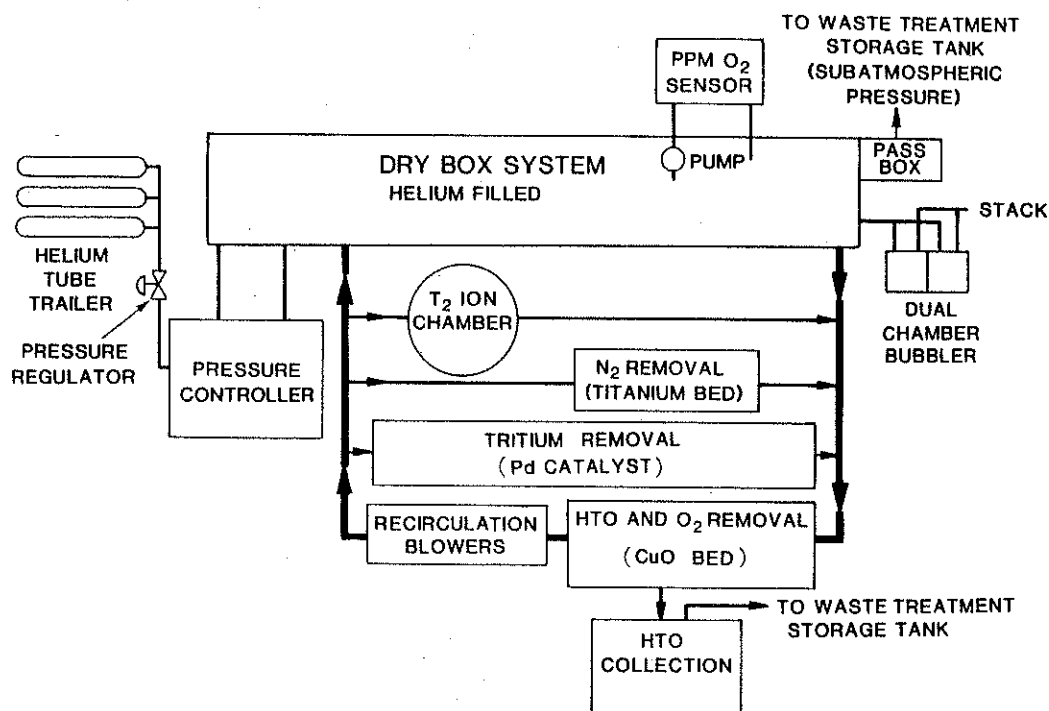 TO WASTE TREATMENT
STORAGE TANK
(SUBATMOSPHERIC
PRESSURE)
PPM O₂
SENSOR
PUMP
PASS
BOX
DRY BOX SYSTEM
HELIUM FILLED
STACK
HELIUM
TUBE
TRAILER
PRESSURE
REGULATOR
PRESSURE
CONTROLLER
T₂ ION
CHAMBER
DUAL
CHAMBER
BUBBLER
N₂ REMOVAL
(TITANIUM BED)
TRITIUM REMOVAL
(Pd CATALYST)
RECIRCULATION
BLOWERS
HTO AND O₂ REMOVAL
(CuO BED)
TO WASTE TREATMENT
STORAGE TANK
HTO
COLLECTION